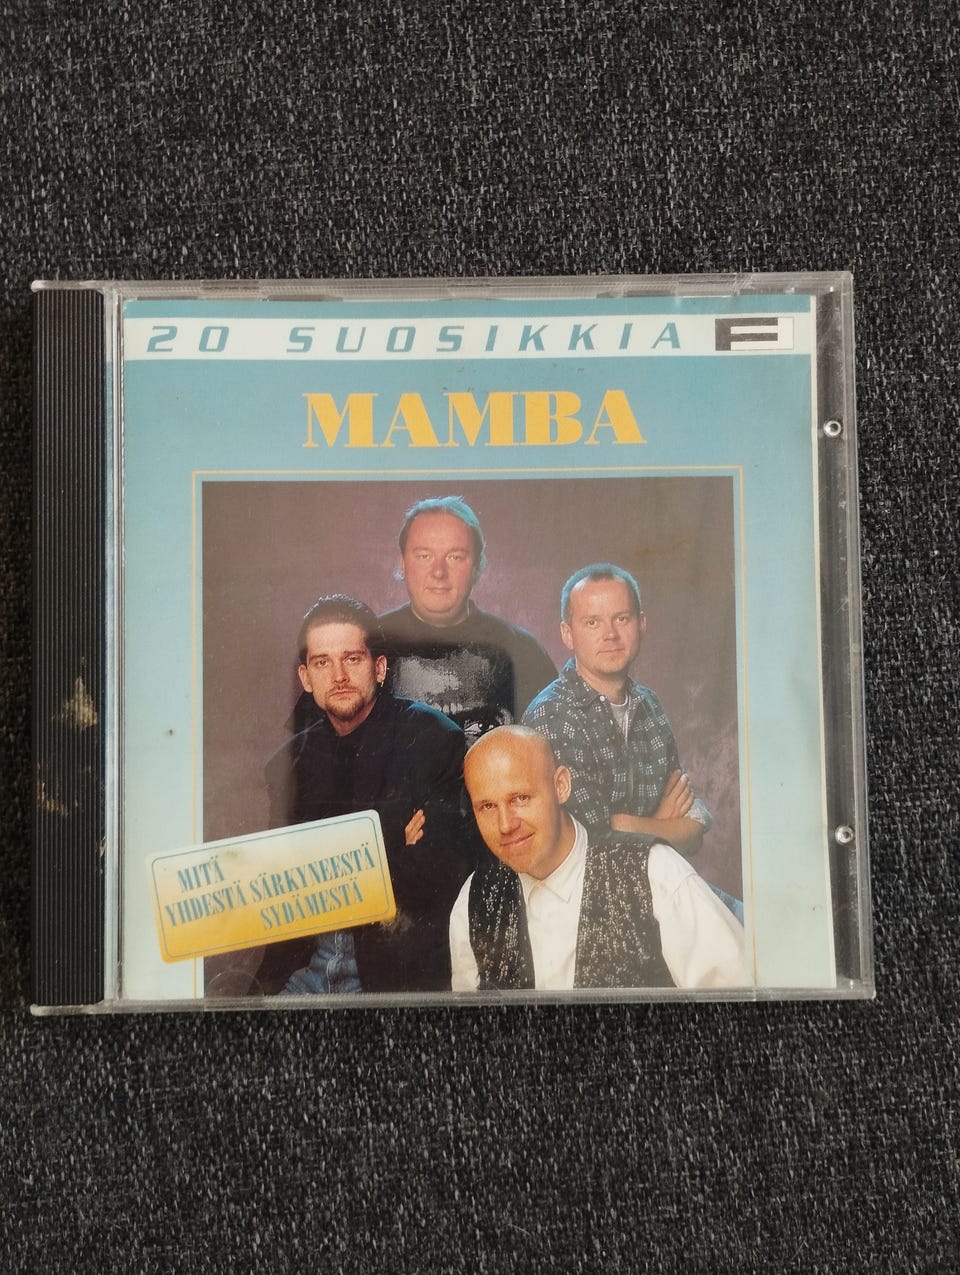 20 SUOSIKKIA F
MAMBA
MITÄ
YHDESTÄ SÄRKYNEESTÄ
SYDÄMESTÄ